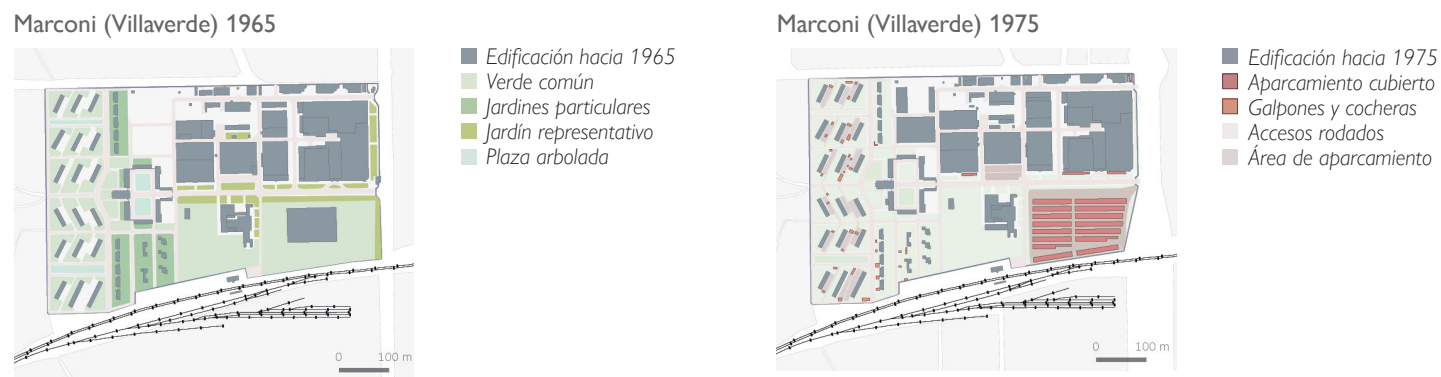 Marconi (Villaverde) 1965
Edificación hacia 1965
Verde común
Jardines particulares
Jardín representativo
Plaza arbolada
0 100 m
Marconi (Villaverde) 1975
Edificación hacia 1975
Aparcamiento cubierto
Galpones y cocheras
Accesos rodados
Área de aparcamiento
0 100 m